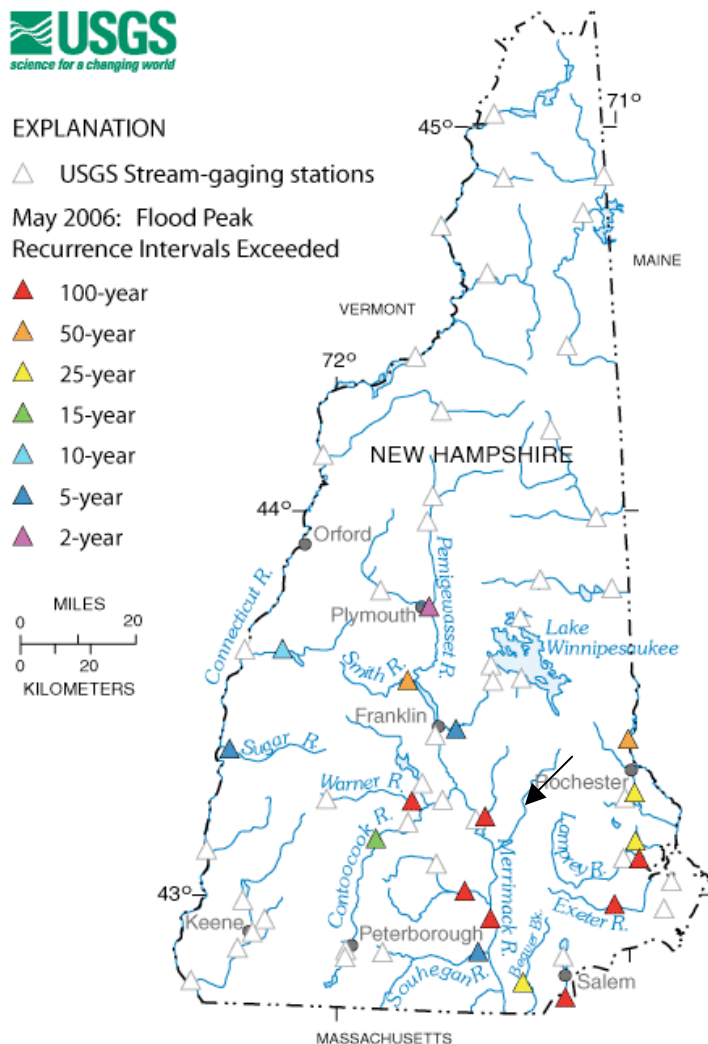 USGS
science for a changing world
EXPLANATION
USGS Stream-gaging stations
May 2006: Flood Peak
Recurrence Intervals Exceeded
100-year
50-year
25-year
15-year
10-year
5-year
2-year
MILES
0 20
0 20
KILOMETERS
45°
71°
MAINE
VERMONT
72°
NEW HAMPSHIRE
44°
Orford
Connecticut R.
Pemigewasset R.
Plymouth
Lake
Winnipesaukee
Smith R.
Franklin
Sugar R.
Warner R.
Rochester
Contoocook R.
Merrimack R.
Lamprey R.
43°
Exeter R.
Keene
Peterborough
Souhegan R.
Beaver Bk.
Salem
MASSACHUSETTS